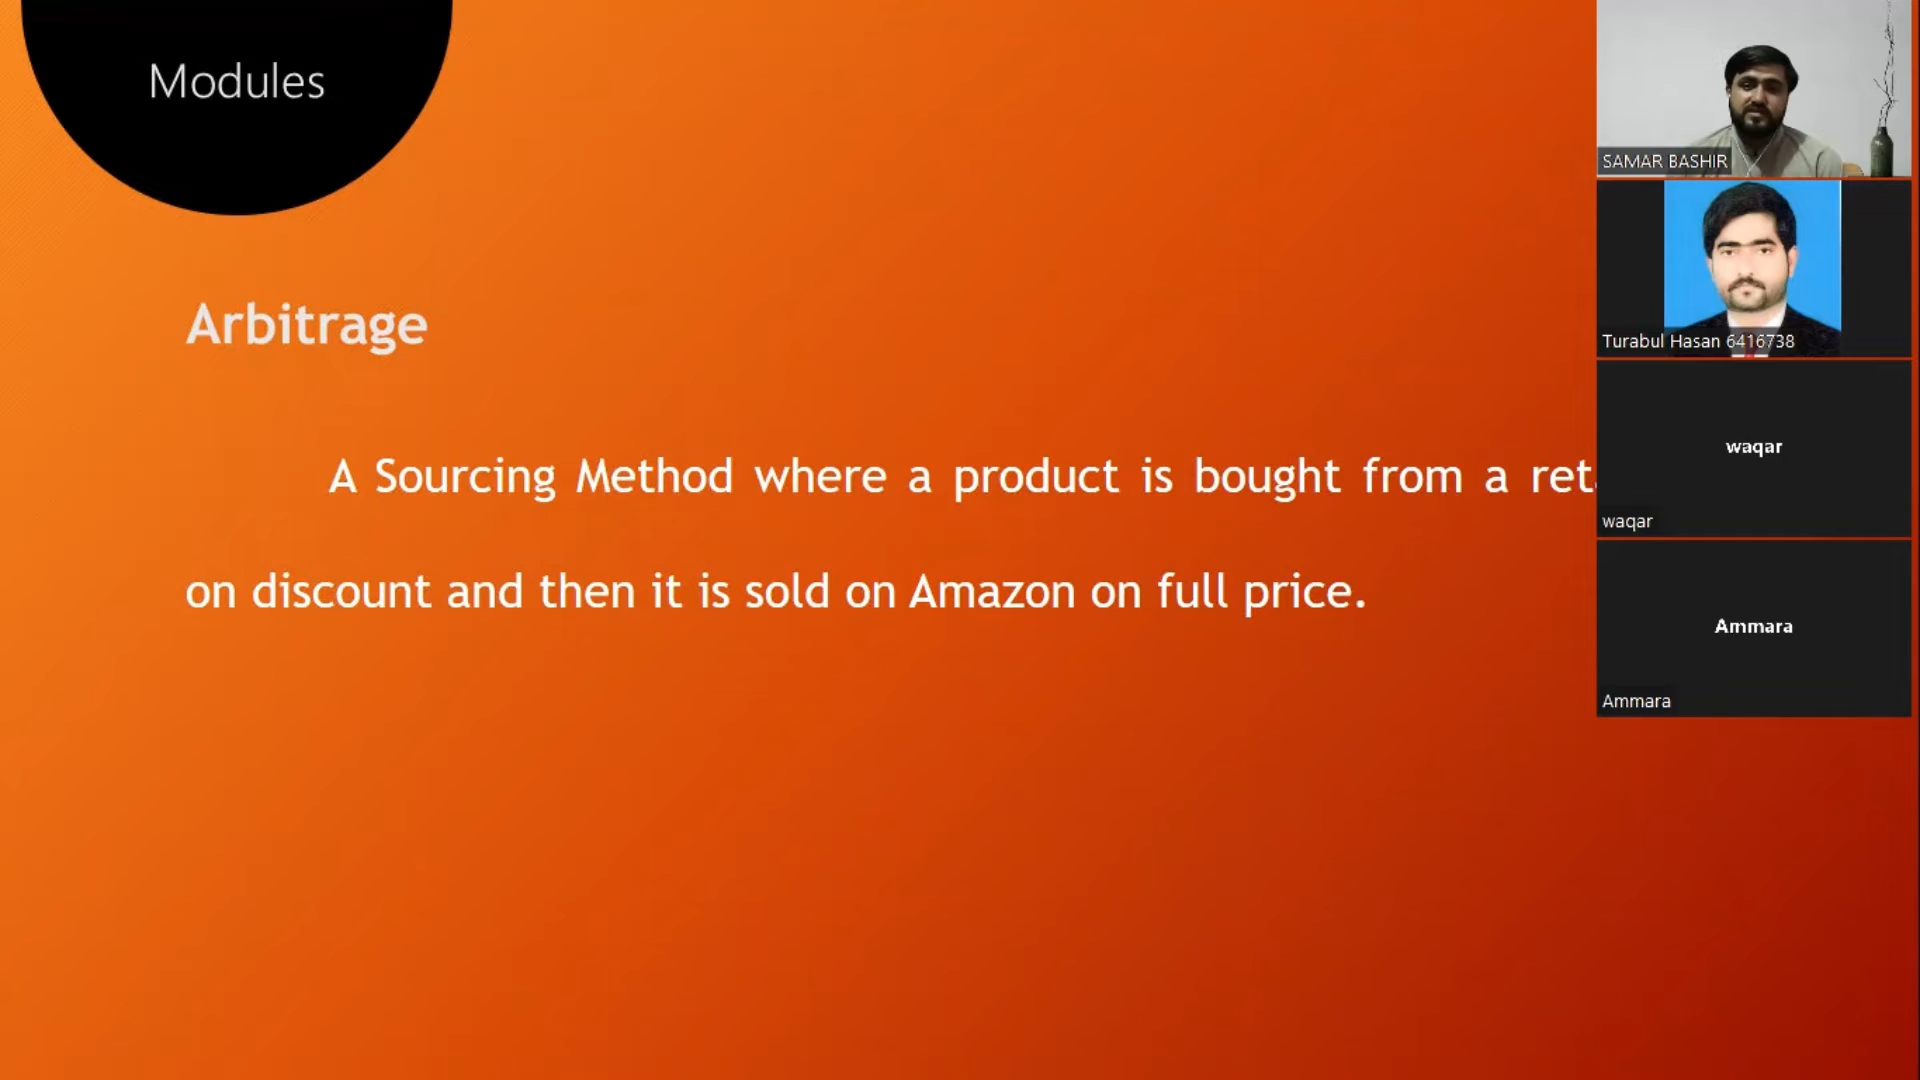 Modules
Arbitrage
A Sourcing Method where a product is bought from a
on discount and then it is sold on Amazon on full price.
SAMAR BASHIR
Turabul Hasan 6416738
waqar
waqar
Ammara
Ammara